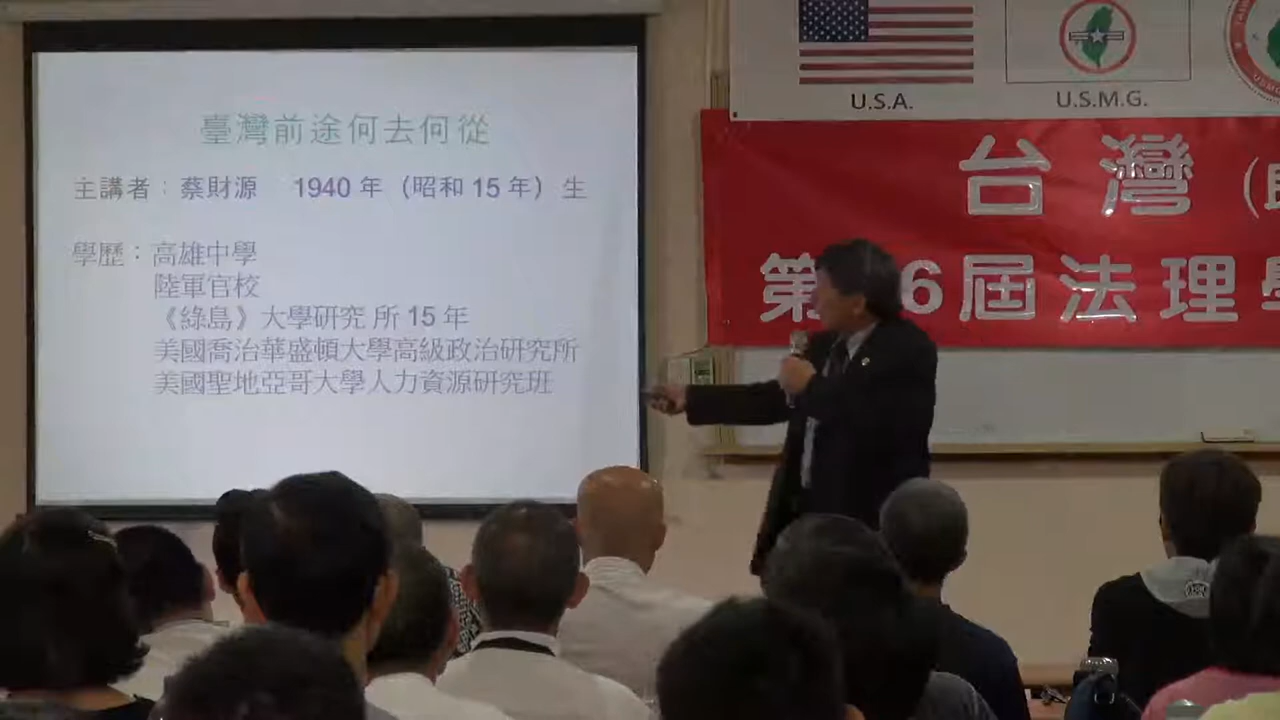 臺灣前途何去何從
主講者：蔡財源 1940 年（昭和 15 年）生
學歷：高雄中學
陸軍官校
《綠島》大學研究 所 15 年
美國喬治華盛頓大學高級政治研究所
美國聖地亞哥大學人力資源研究班
U.S.A.
U.S.M.G.
台灣（
第 6屆法理學